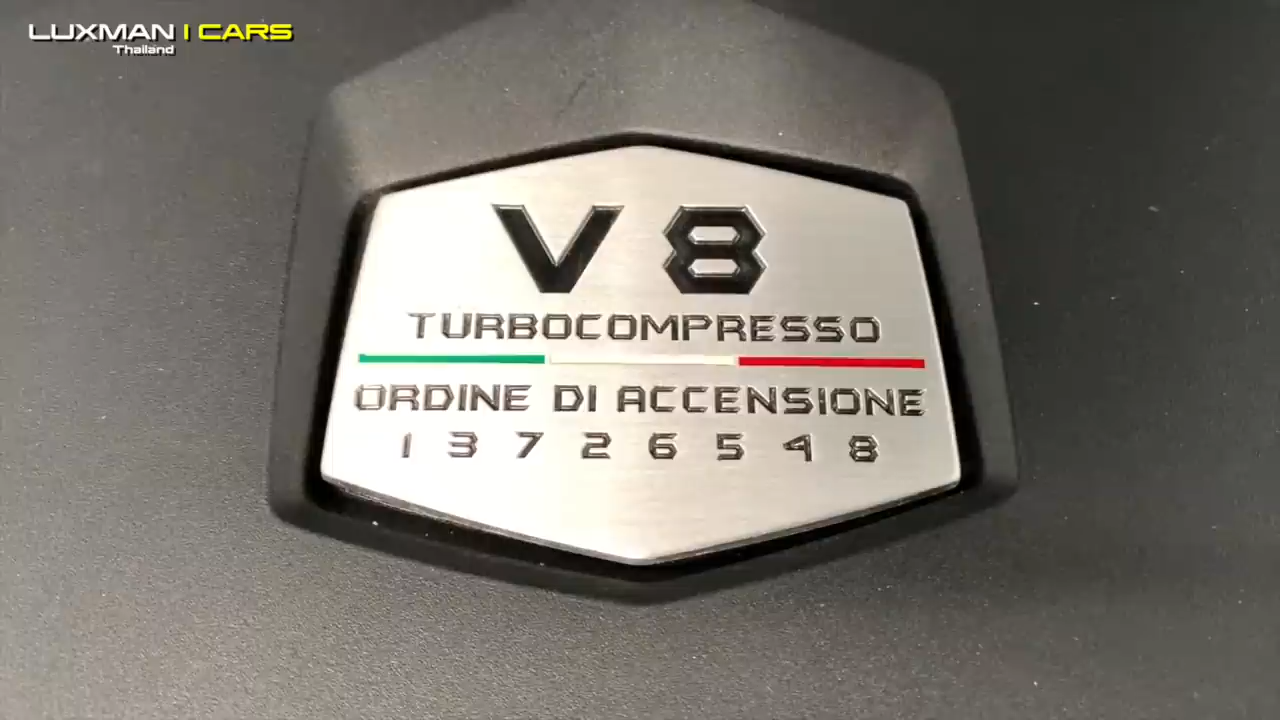 LUXMAN | CARS
Thailand
V8
TURBOCOMPRESSO
ORDINE DI ACCENSIONE
1 3 7 2 6 5 4 8